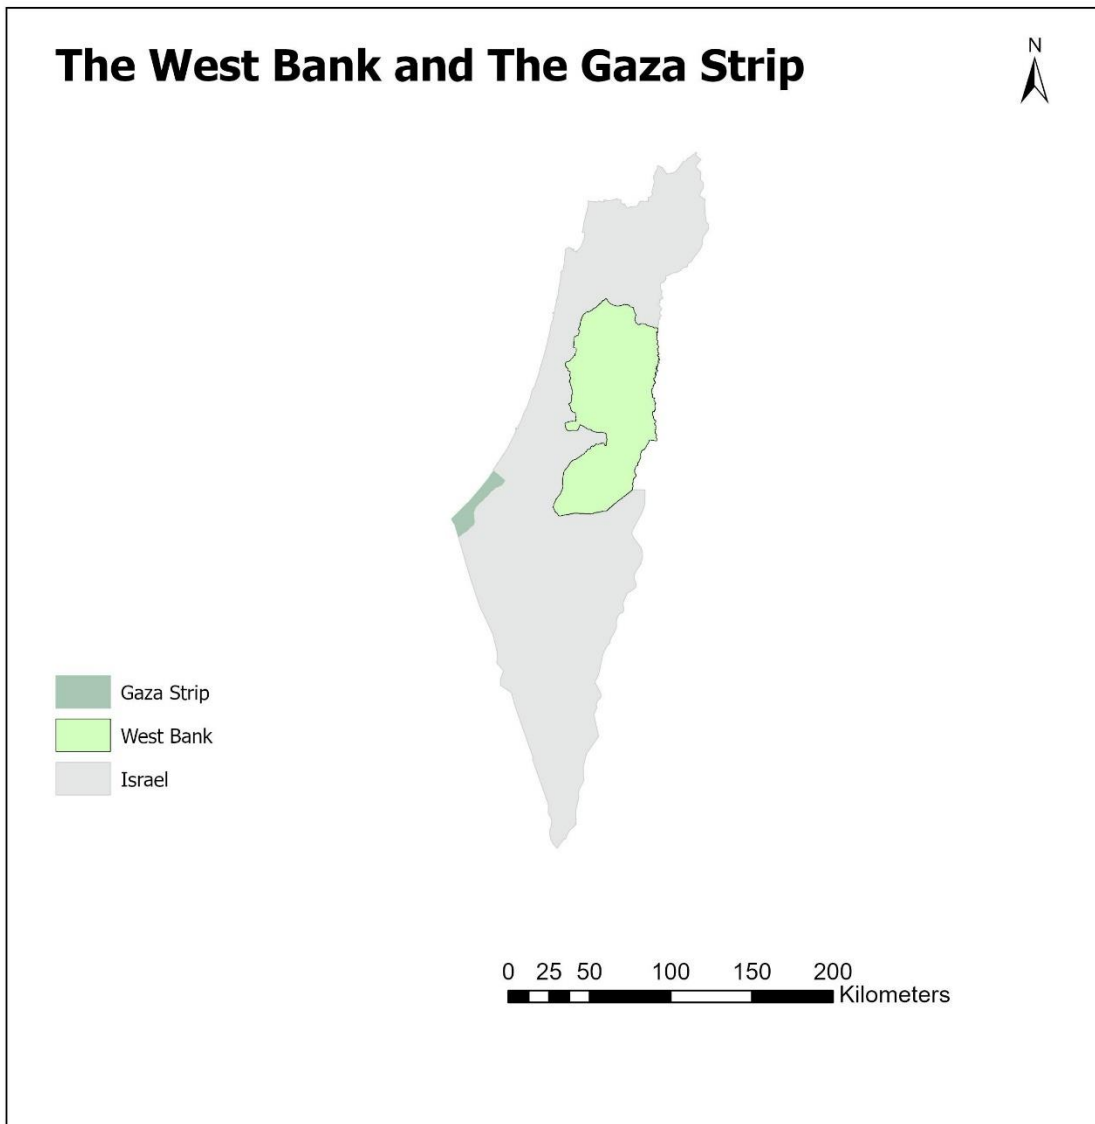 The West Bank and The Gaza Strip
N
Gaza Strip
West Bank
Israel
0 25 50 100 150 200
Kilometers